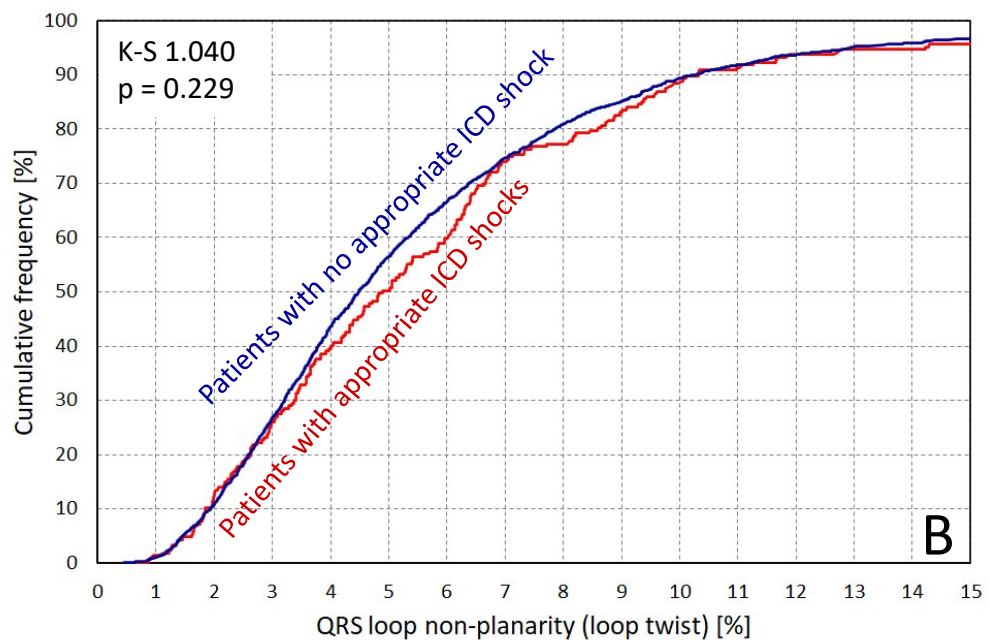 K-S 1.040
p = 0.229
Patients with no appropriate ICD shock
Patients with appropriate ICD shocks
B
Cumulative frequency [%]
100
90
80
70
60
50
40
30
20
10
0
0 1 2 3 4 5 6 7 8 9 10 11 12 13 14 15
QRS loop non-planarity (loop twist) [%]